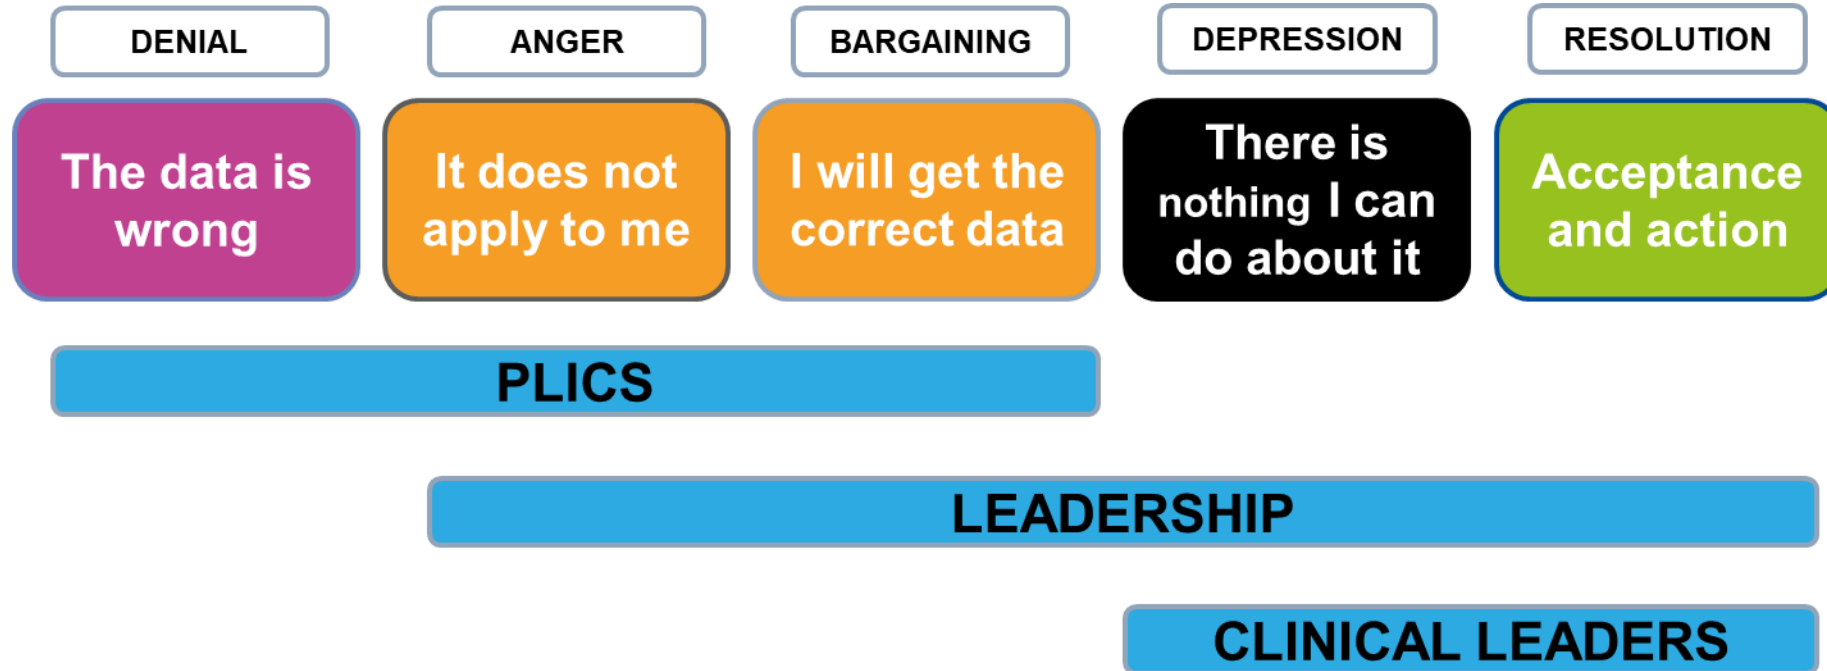 DENIAL
ANGER
BARGAINING
DEPRESSION
RESOLUTION
The data is
wrong
It does not
apply to me
I will get the
correct data
There is
nothing I can
do about it
Acceptance
and action
PLICS
LEADERSHIP
CLINICAL LEADERS